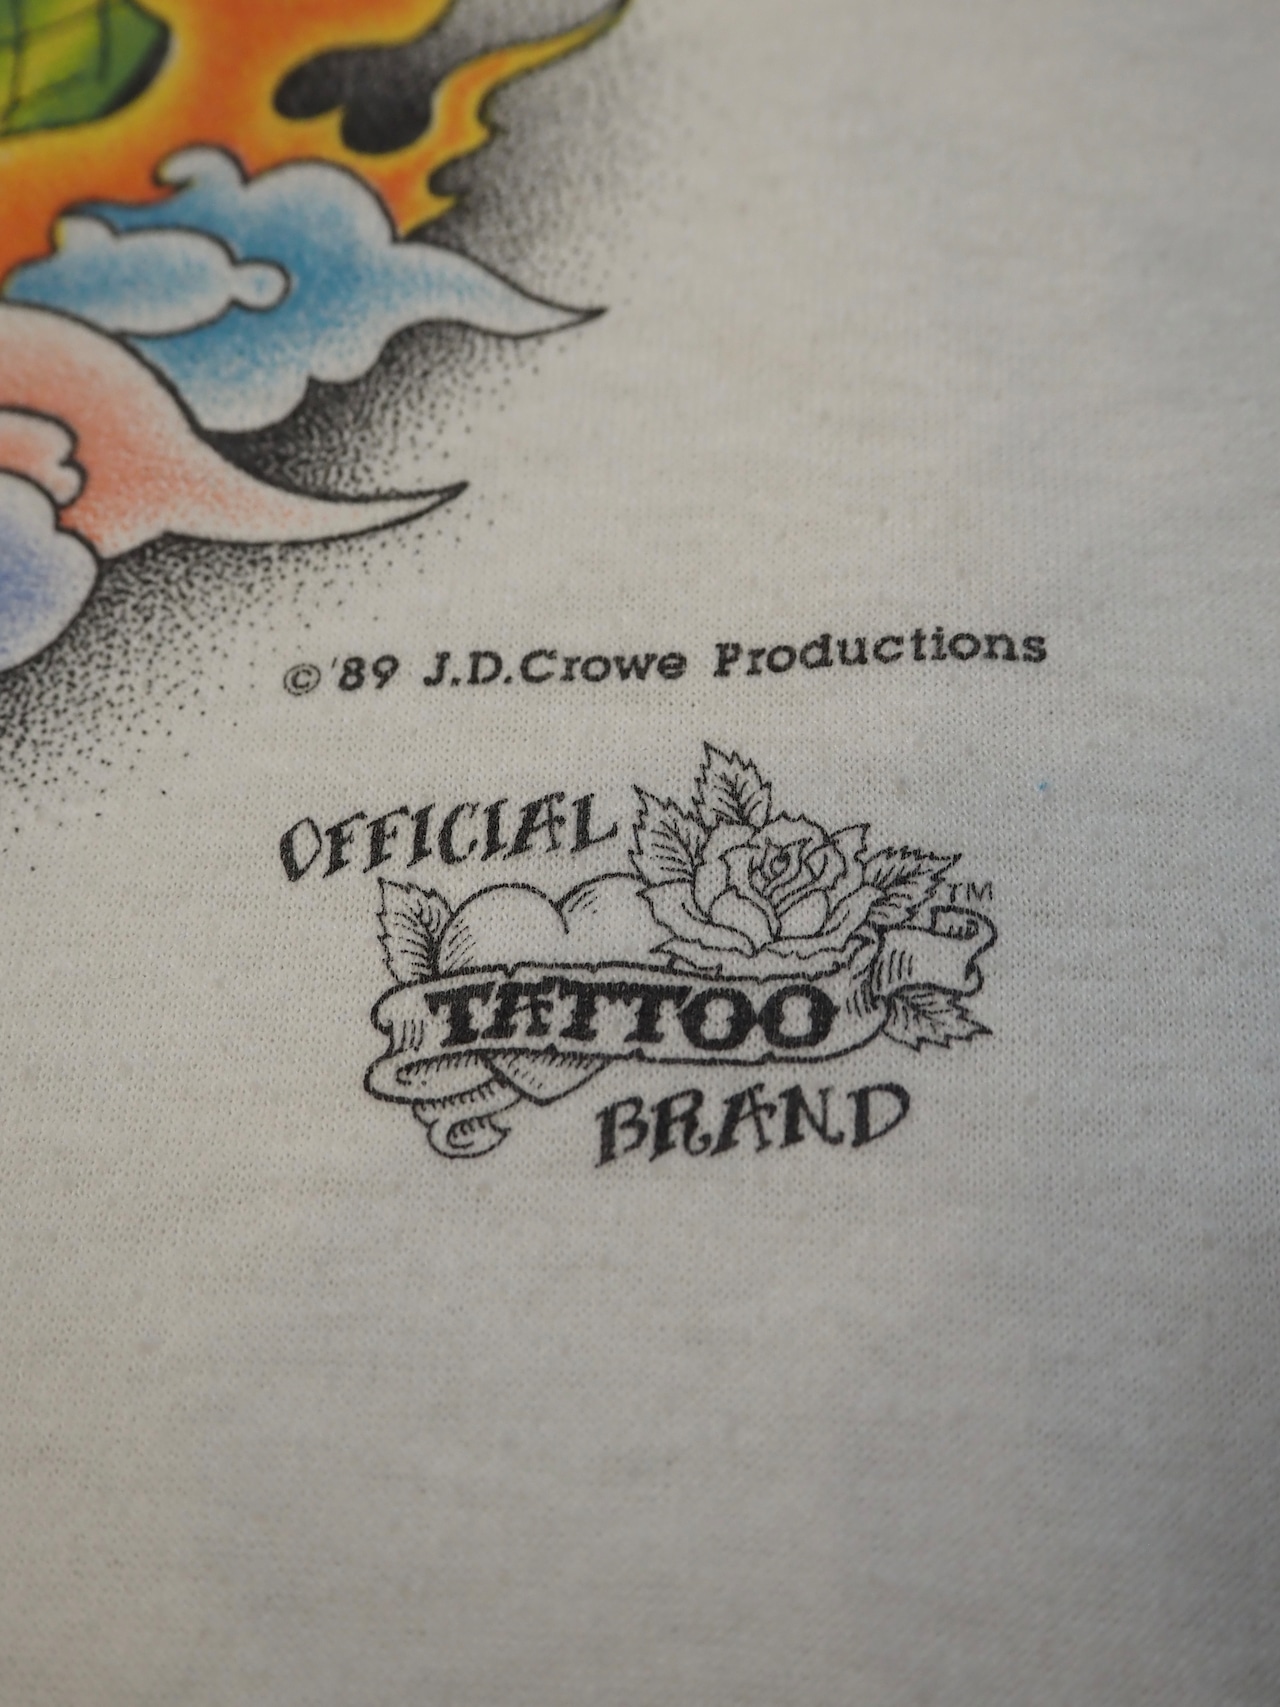 © '89 J.D.Crowe Productions
OFFICIAL
TM
TATTOO
BRAND